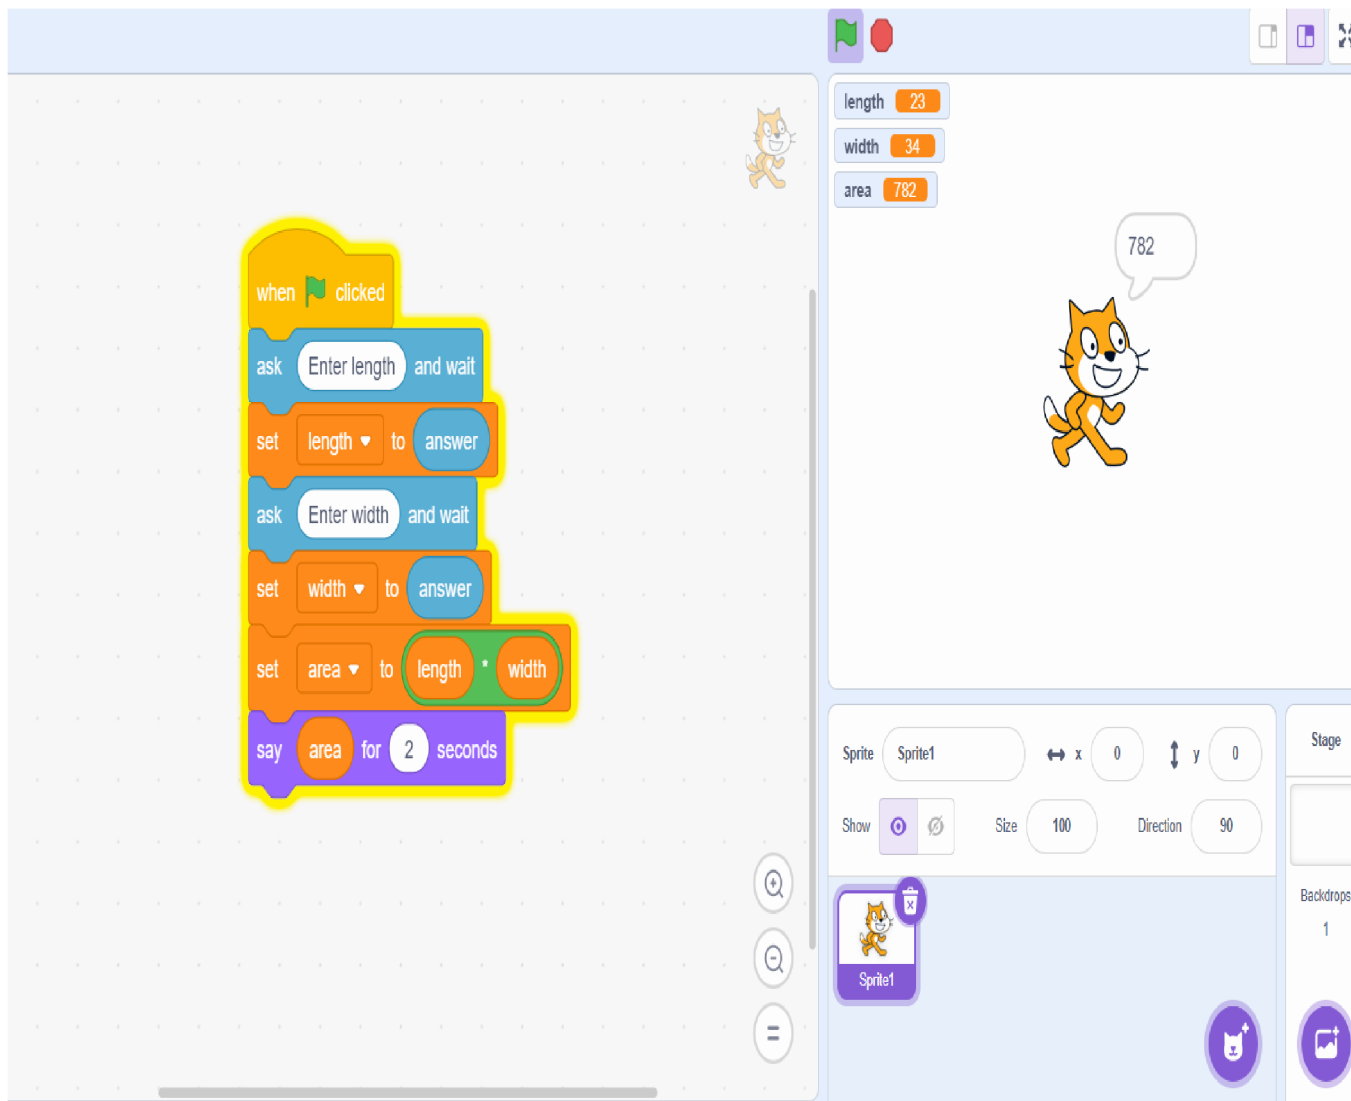 when clicked
ask Enter length and wait
set length to answer
ask Enter width and wait
set width to answer
set area to length * width
say area for 2 seconds
length 23
width 34
area 782
782
Sprite Sprite1 x 0 y 0
Show Size 100 Direction 90
Sprite1
Stage
Backdrops
1